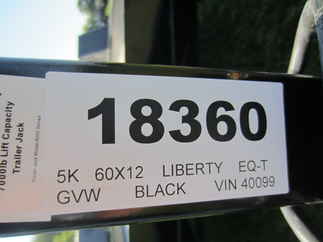 18360
5K 60X12 LIBERTY EQ-T
GVW BLACK VIN 40099
7000lb Lift Capacity
Trailer Jack